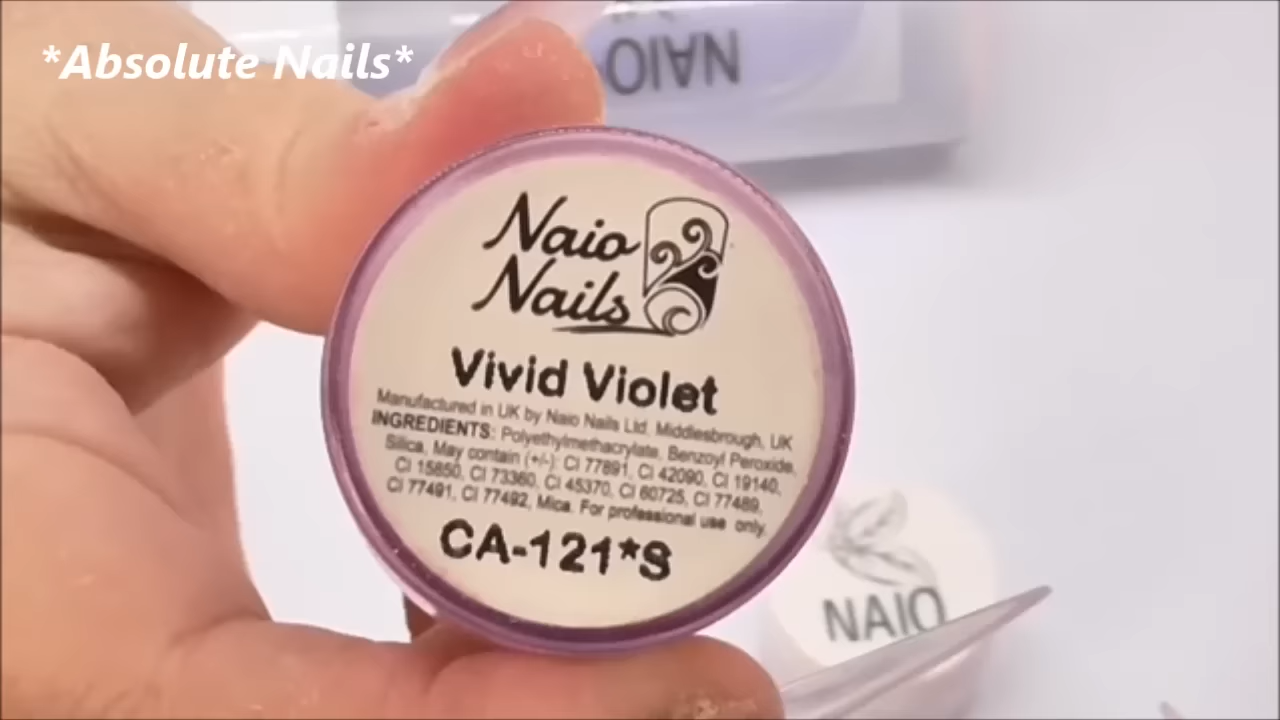 *Absolute Nails*
NAIO
Naio
Nails
Vivid Violet
Manufactured in UK by Naio Nails Ltd. Middlesbrough, UK
INGREDIENTS: Polyethylmethacrylate, Benzoyl Peroxide,
Silica, May contain (+/-): CI 77891, CI 42090, CI 19140,
CI 15850, CI 73360, CI 45370, CI 60725, CI 77489,
CI 77491, CI 77492, Mica. For professional use only.
CA-121*S
NAIO